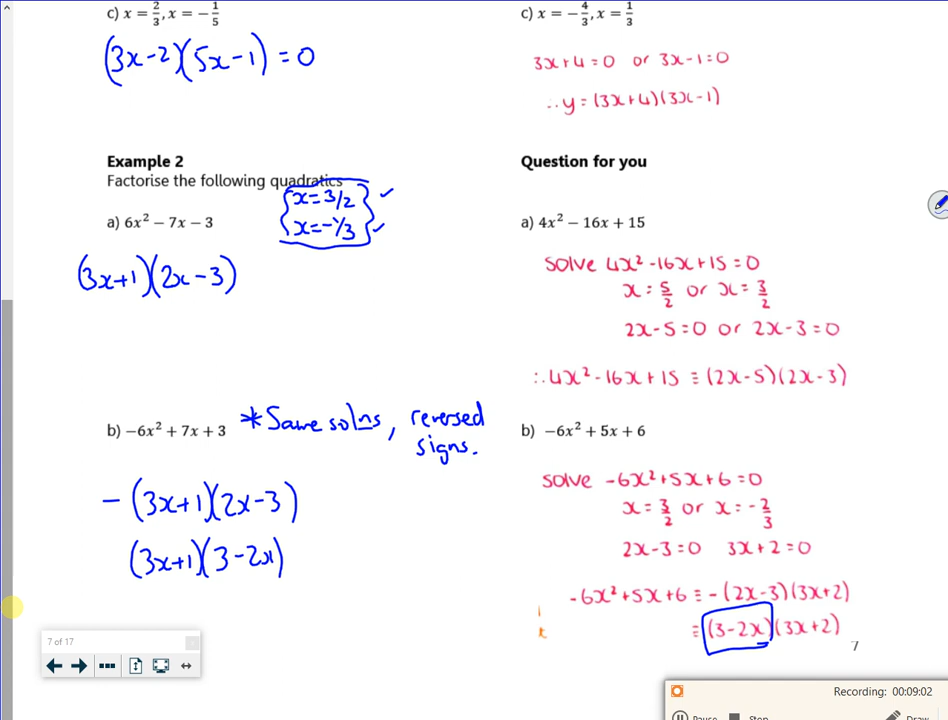 c) x = 2/3, x = −1/5
(3x−2)(5x−1) = 0
Example 2
Factorise the following quadratics
x = 3/2 ✓
x = −1/3 ✓
a) 6x² − 7x − 3
(3x+1)(2x−3)
b) −6x² + 7x + 3
* Same solns, reversed
signs.
−(3x+1)(2x−3)
(3x+1)(3−2x)
c) x = −4/3, x = 1/3
3x+4=0 or 3x−1=0
∴ y = (3x+4)(3x−1)
Question for you
a) 4x² − 16x + 15
solve 4x²−16x+15=0
x = 5/2 or x = 3/2
2x−5=0 or 2x−3=0
∴ 4x²−16x+15 ≡ (2x−5)(2x−3)
b) −6x² + 5x + 6
solve −6x²+5x+6=0
x = 3/2 or x = −2/3
2x−3=0 3x+2=0
−6x²+5x+6 ≡ −(2x−3)(3x+2)
≡ (3−2x)(3x+2)
7
7 of 17
Recording: 00:09:02
Pause Stop Draw